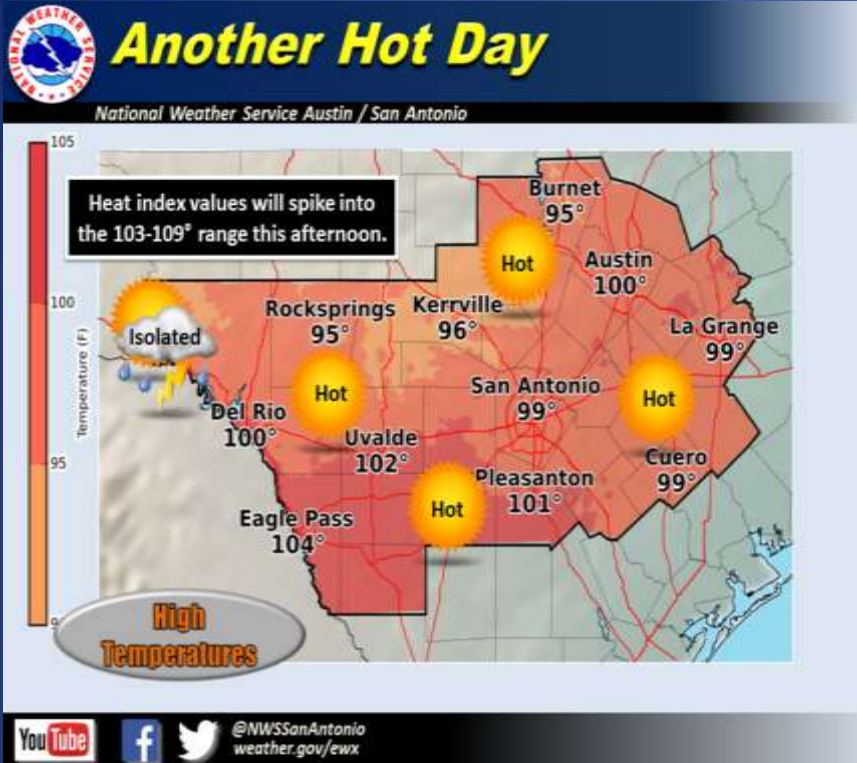 NATIONAL WEATHER SERVICE
Another Hot Day
National Weather Service Austin / San Antonio
105
Heat index values will spike into
the 103-109° range this afternoon.
Burnet
95°
Hot
Austin
100°
100
Rocksprings
95°
Kerrville
96°
Isolated
La Grange
99°
Temperature (F)
Hot
San Antonio
99°
Hot
Del Rio
100°
Uvalde
102°
95
Cuero
99°
Pleasanton
101°
Hot
Eagle Pass
104°
High
Temperatures
You Tube
@NWSSanAntonio
weather.gov/ewx